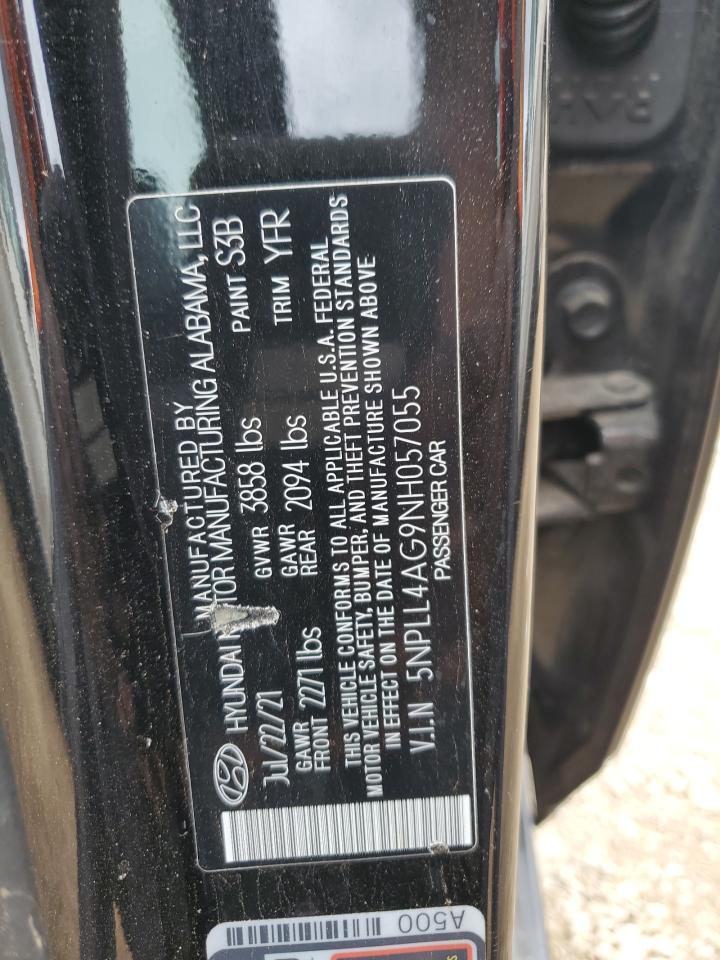 MANUFACTURED BY
HYUNDAI MOTOR MANUFACTURING ALABAMA, LLC
Jul/22/21 GVWR 3858 lbs PAINT S3B
GAWR FRONT 2271 lbs GAWR REAR 2094 lbs TRIM YFR
THIS VEHICLE CONFORMS TO ALL APPLICABLE U.S.A. FEDERAL
MOTOR VEHICLE SAFETY, BUMPER, AND THEFT PREVENTION STANDARDS
IN EFFECT ON THE DATE OF MANUFACTURE SHOWN ABOVE
V.I.N 5NPLL4AG9NH057055
PASSENGER CAR
A500